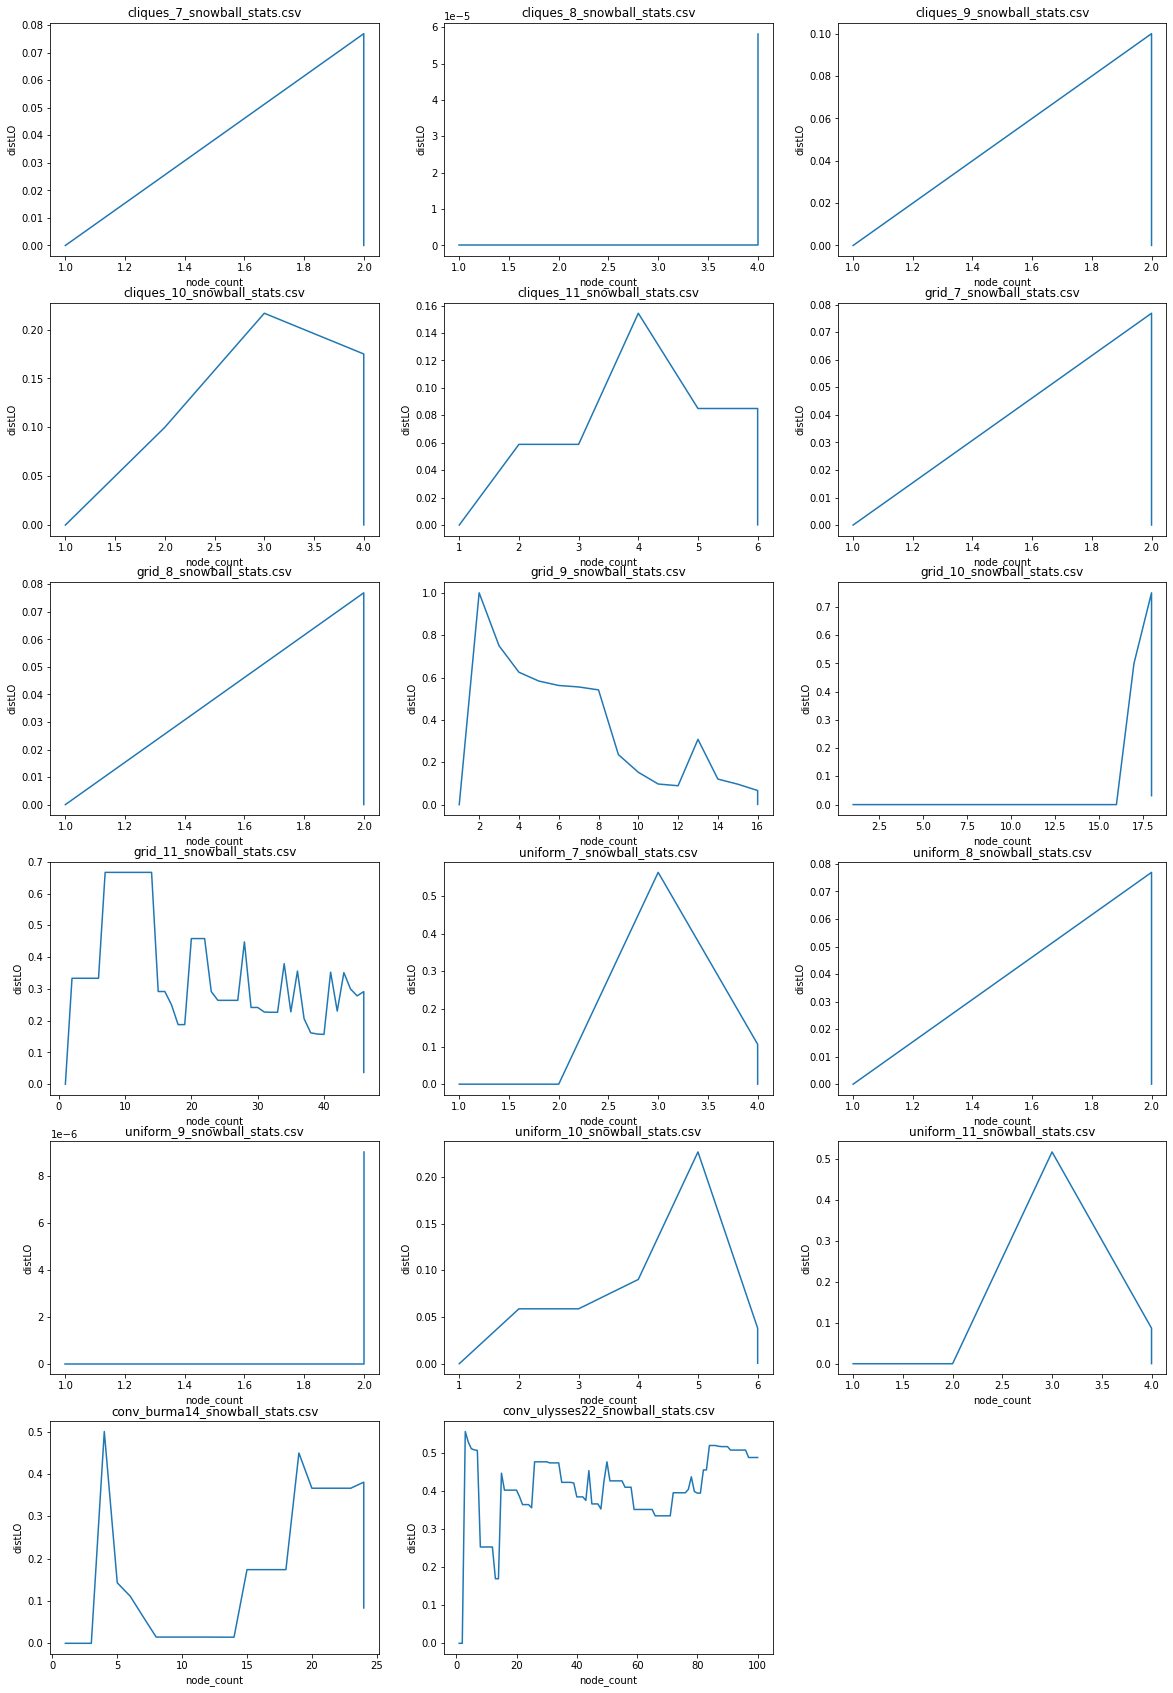 cliques_7_snowball_stats.csv
distLO
0.08
0.07
0.06
0.05
0.04
0.03
0.02
0.01
0.00
1.0 1.2 1.4 1.6 1.8 2.0
node_count
cliques_8_snowball_stats.csv
1e−5
distLO
6
5
4
3
2
1
0
1.0 1.5 2.0 2.5 3.0 3.5 4.0
node_count
cliques_9_snowball_stats.csv
distLO
0.10
0.08
0.06
0.04
0.02
0.00
1.0 1.2 1.4 1.6 1.8 2.0
node_count
cliques_10_snowball_stats.csv
distLO
0.20
0.15
0.10
0.05
0.00
1.0 1.5 2.0 2.5 3.0 3.5 4.0
node_count
cliques_11_snowball_stats.csv
distLO
0.16
0.14
0.12
0.10
0.08
0.06
0.04
0.02
0.00
1 2 3 4 5 6
node_count
grid_7_snowball_stats.csv
distLO
0.08
0.07
0.06
0.05
0.04
0.03
0.02
0.01
0.00
1.0 1.2 1.4 1.6 1.8 2.0
node_count
grid_8_snowball_stats.csv
distLO
0.08
0.07
0.06
0.05
0.04
0.03
0.02
0.01
0.00
1.0 1.2 1.4 1.6 1.8 2.0
node_count
grid_9_snowball_stats.csv
distLO
1.0
0.8
0.6
0.4
0.2
0.0
2 4 6 8 10 12 14 16
node_count
grid_10_snowball_stats.csv
distLO
0.7
0.6
0.5
0.4
0.3
0.2
0.1
0.0
2.5 5.0 7.5 10.0 12.5 15.0 17.5
node_count
grid_11_snowball_stats.csv
distLO
0.7
0.6
0.5
0.4
0.3
0.2
0.1
0.0
0 10 20 30 40
node_count
uniform_7_snowball_stats.csv
distLO
0.5
0.4
0.3
0.2
0.1
0.0
1.0 1.5 2.0 2.5 3.0 3.5 4.0
node_count
uniform_8_snowball_stats.csv
distLO
0.08
0.07
0.06
0.05
0.04
0.03
0.02
0.01
0.00
1.0 1.2 1.4 1.6 1.8 2.0
node_count
uniform_9_snowball_stats.csv
1e−6
distLO
8
6
4
2
0
1.0 1.2 1.4 1.6 1.8 2.0
node_count
uniform_10_snowball_stats.csv
distLO
0.20
0.15
0.10
0.05
0.00
1 2 3 4 5 6
node_count
uniform_11_snowball_stats.csv
distLO
0.5
0.4
0.3
0.2
0.1
0.0
1.0 1.5 2.0 2.5 3.0 3.5 4.0
node_count
conv_burma14_snowball_stats.csv
distLO
0.5
0.4
0.3
0.2
0.1
0.0
0 5 10 15 20 25
node_count
conv_ulysses22_snowball_stats.csv
distLO
0.5
0.4
0.3
0.2
0.1
0.0
0 20 40 60 80 100
node_count